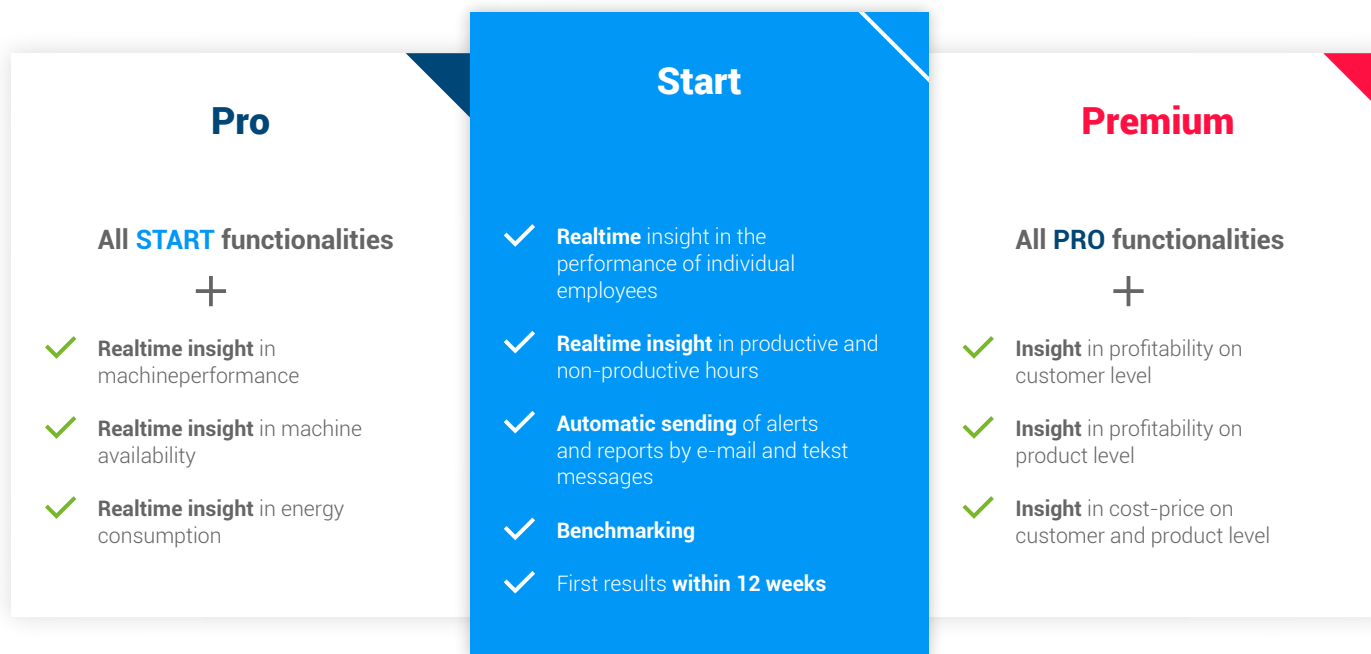 Pro
All START functionalities
+
Realtime insight in
machineperformance
Realtime insight in machine
availability
Realtime insight in energy
consumption
Start
Realtime insight in the
performance of individual
employees
Realtime insight in productive and
non-productive hours
Automatic sending of alerts
and reports by e-mail and tekst
messages
Benchmarking
First results within 12 weeks
Premium
All PRO functionalities
+
Insight in profitability on
customer level
Insight in profitability on
product level
Insight in cost-price on
customer and product level